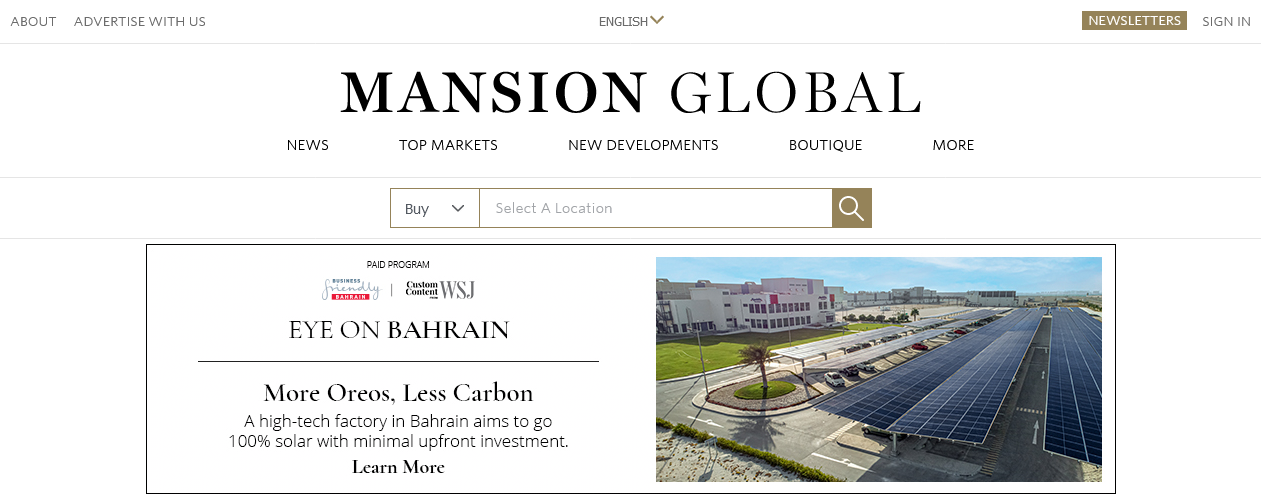 ABOUT
ADVERTISE WITH US
ENGLISH
NEWSLETTERS
SIGN IN
MANSION GLOBAL
NEWS
TOP MARKETS
NEW DEVELOPMENTS
BOUTIQUE
MORE
Buy
Select A Location
PAID PROGRAM
BUSINESS
friendly
BAHRAIN
Custom
Content
WSJ
EYE ON BAHRAIN
More Oreos, Less Carbon
A high-tech factory in Bahrain aims to go
100% solar with minimal upfront investment.
Learn More